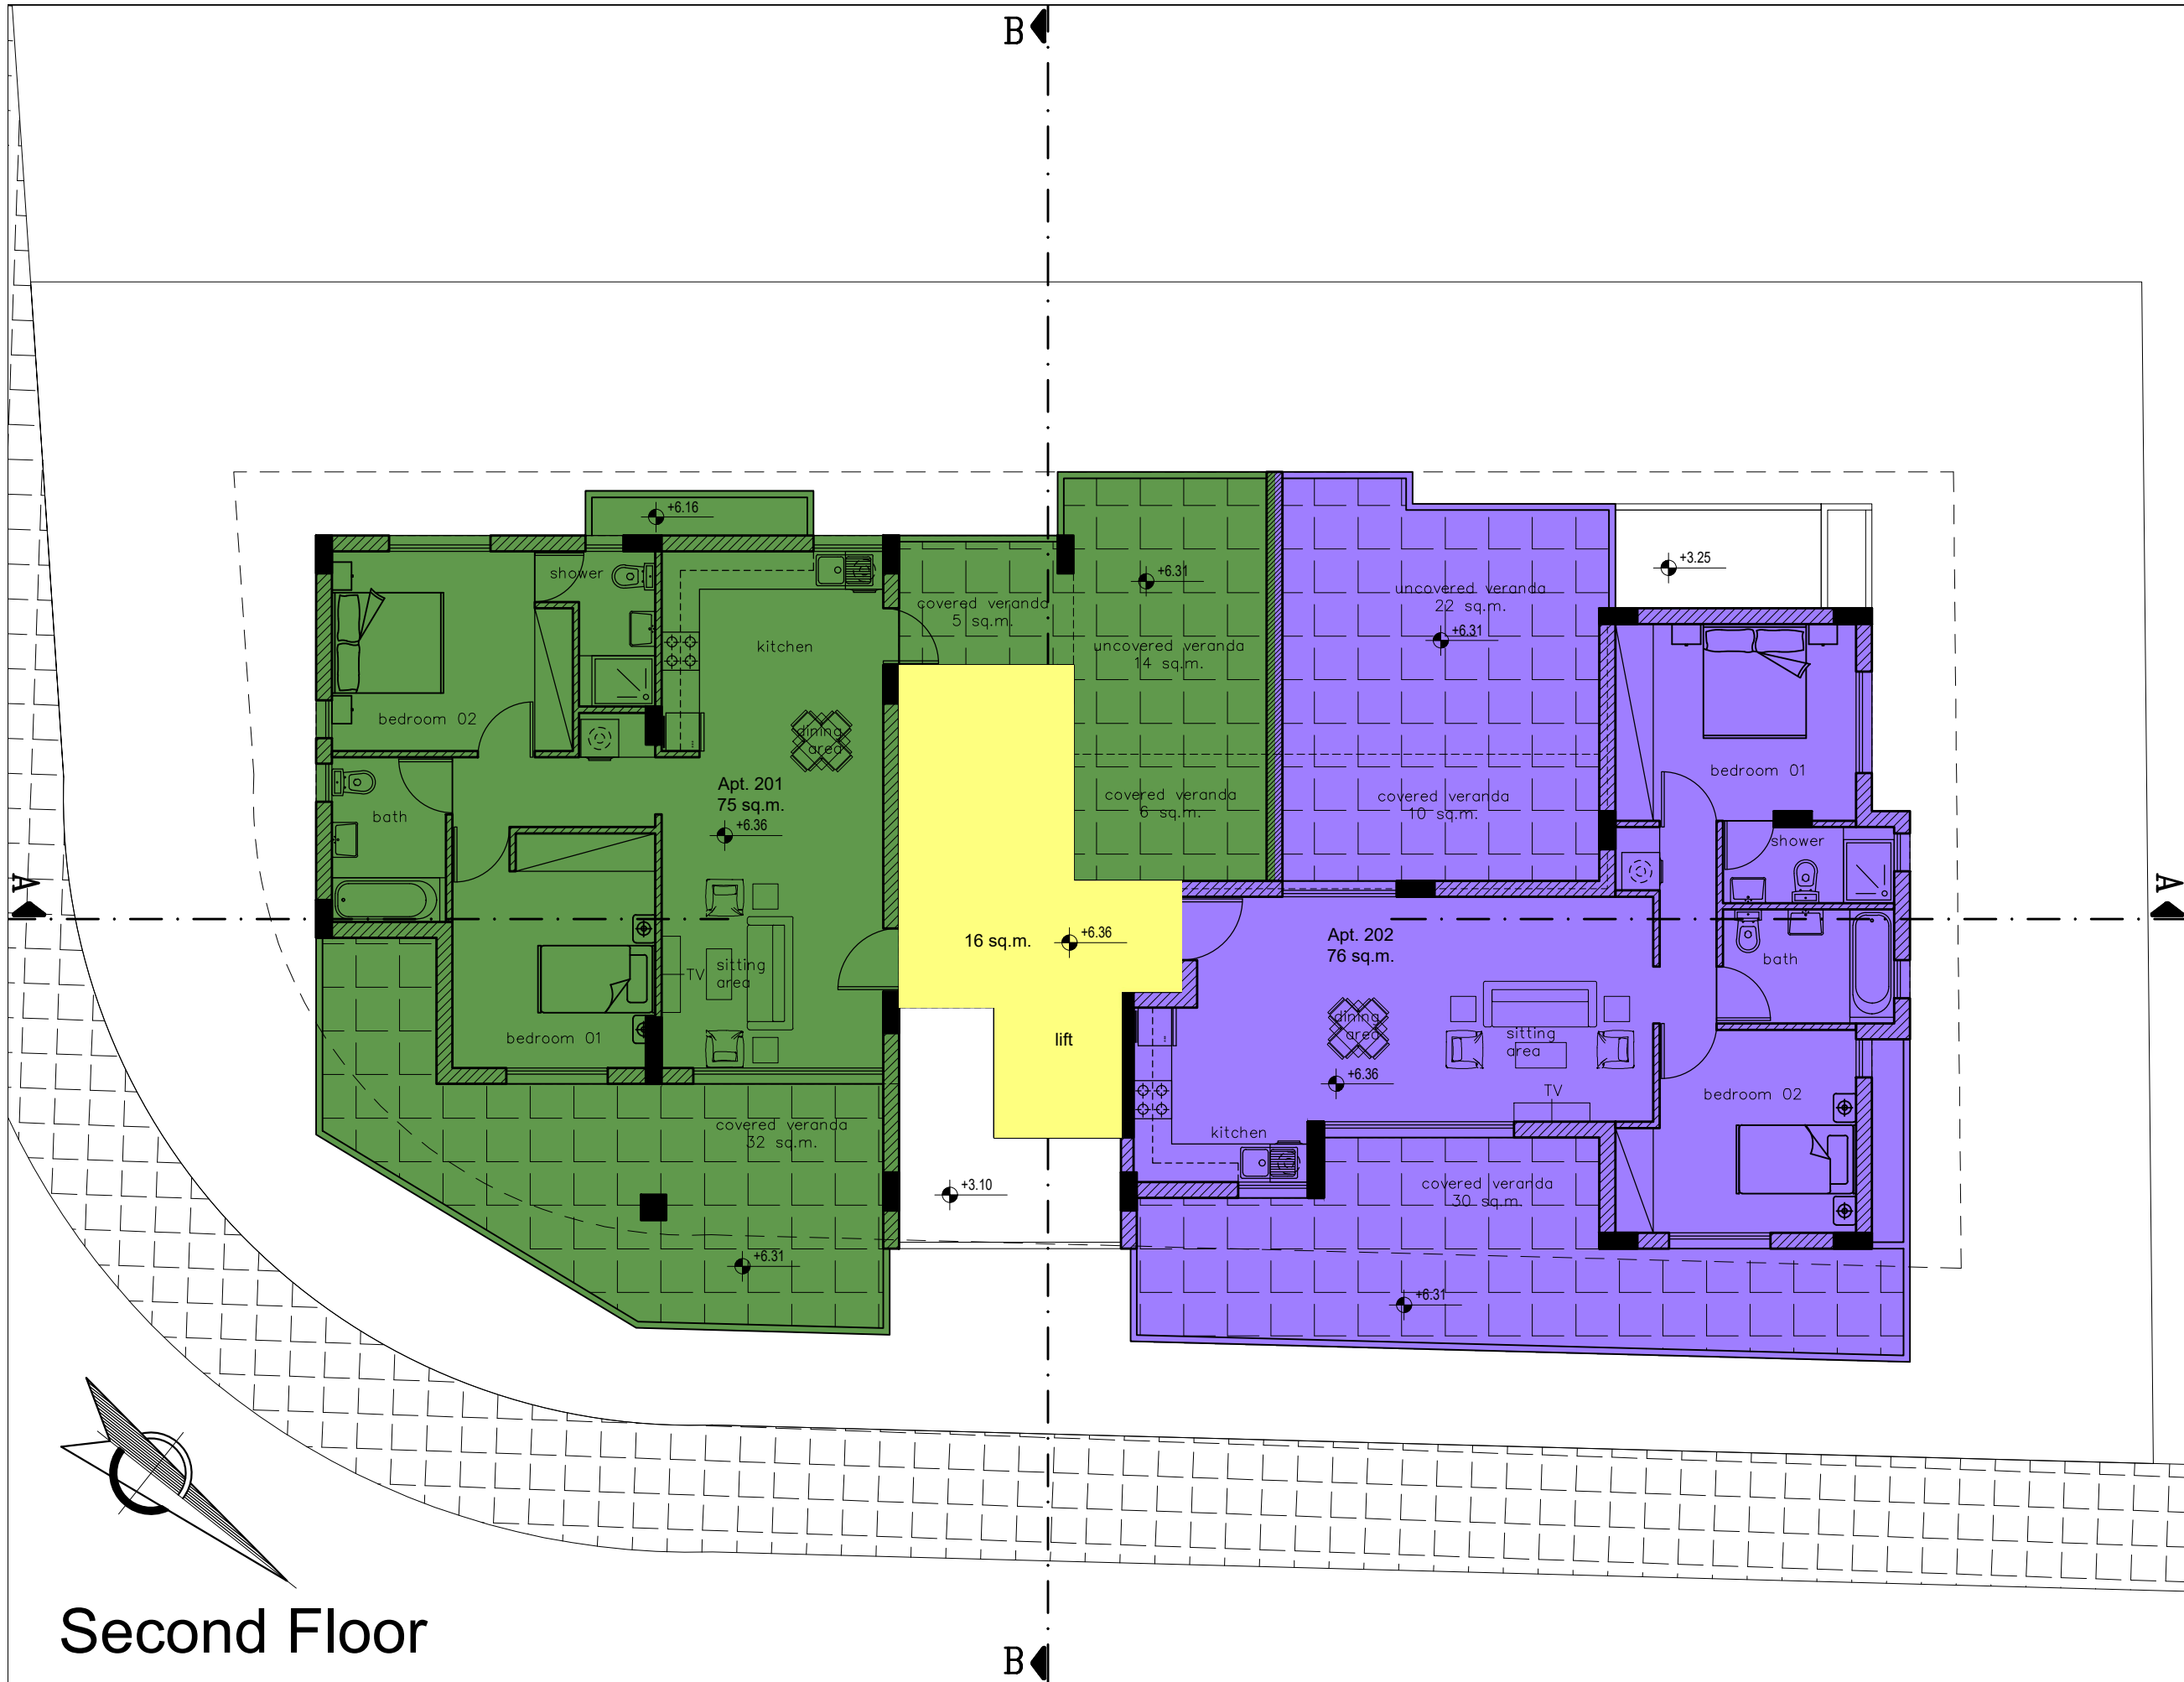 B
+6.16
shower
+6.31
covered veranda
5 sq.m.
+3.25
uncovered veranda
22 sq.m.
+6.31
kitchen
uncovered veranda
14 sq.m.
bedroom 02
dining
area
bedroom 01
Apt. 201
75 sq.m.
+6.36
covered veranda
6 sq.m.
covered veranda
10 sq.m.
bath
shower
A
A
16 sq.m.
+6.36
Apt. 202
76 sq.m.
bath
TV
sitting
area
bedroom 01
lift
dining
area
sitting
area
+6.36
TV
bedroom 02
covered veranda
32 sq.m.
kitchen
+3.10
covered veranda
30 sq.m.
+6.31
+6.31
Second Floor
B